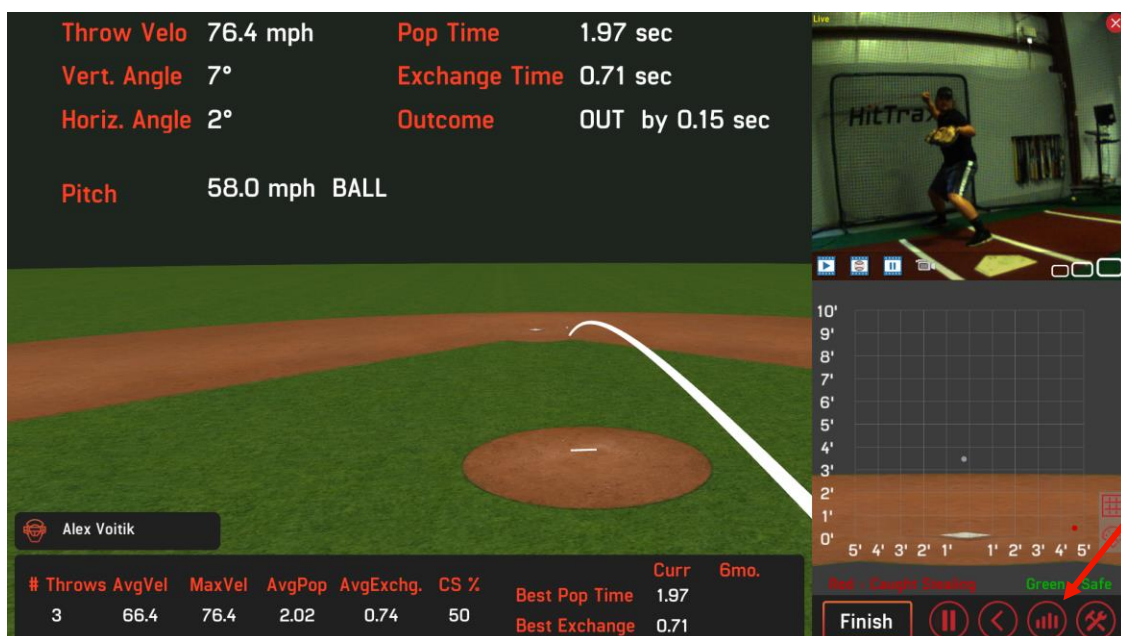 Throw Velo 76.4 mph Pop Time 1.97 sec
Vert. Angle 7° Exchange Time 0.71 sec
Horiz. Angle 2° Outcome OUT by 0.15 sec
Pitch 58.0 mph BALL
Alex Voitik
# Throws AvgVel MaxVel AvgPop AvgExchg. CS %
3 66.4 76.4 2.02 0.74 50
Curr 6mo.
Best Pop Time 1.97
Best Exchange 0.71
Live
HitTrax
10'
9'
8'
7'
6'
5'
4'
3'
2'
1'
0'
5' 4' 3' 2' 1' 1' 2' 3' 4' 5'
Red - Caught Stealing Green - Safe
Finish